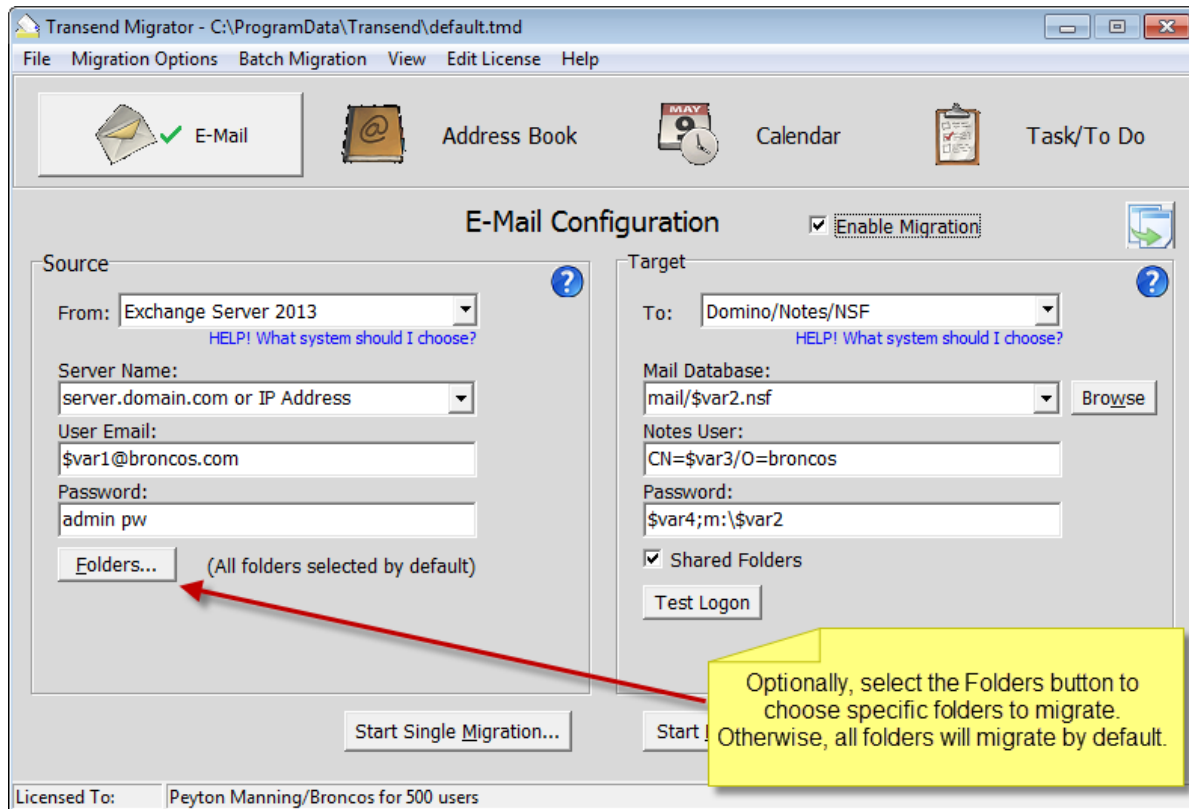 Transend Migrator - C:\ProgramData\Transend\default.tmd
File Migration Options Batch Migration View Edit License Help
E-Mail
@
Address Book
MAY
9
Calendar
Task/To Do
E-Mail Configuration
Enable Migration
Source
?
From: Exchange Server 2013
HELP! What system should I choose?
Server Name:
server.domain.com or IP Address
User Email:
$var1@broncos.com
Password:
admin pw
Folders... (All folders selected by default)
Target
?
To: Domino/Notes/NSF
HELP! What system should I choose?
Mail Database:
mail/$var2.nsf Browse
Notes User:
CN=$var3/O=broncos
Password:
$var4;m:\$var2
Shared Folders
Test Logon
Optionally, select the Folders button to
choose specific folders to migrate.
Otherwise, all folders will migrate by default.
Start Single Migration...
Start
Licensed To: Peyton Manning/Broncos for 500 users